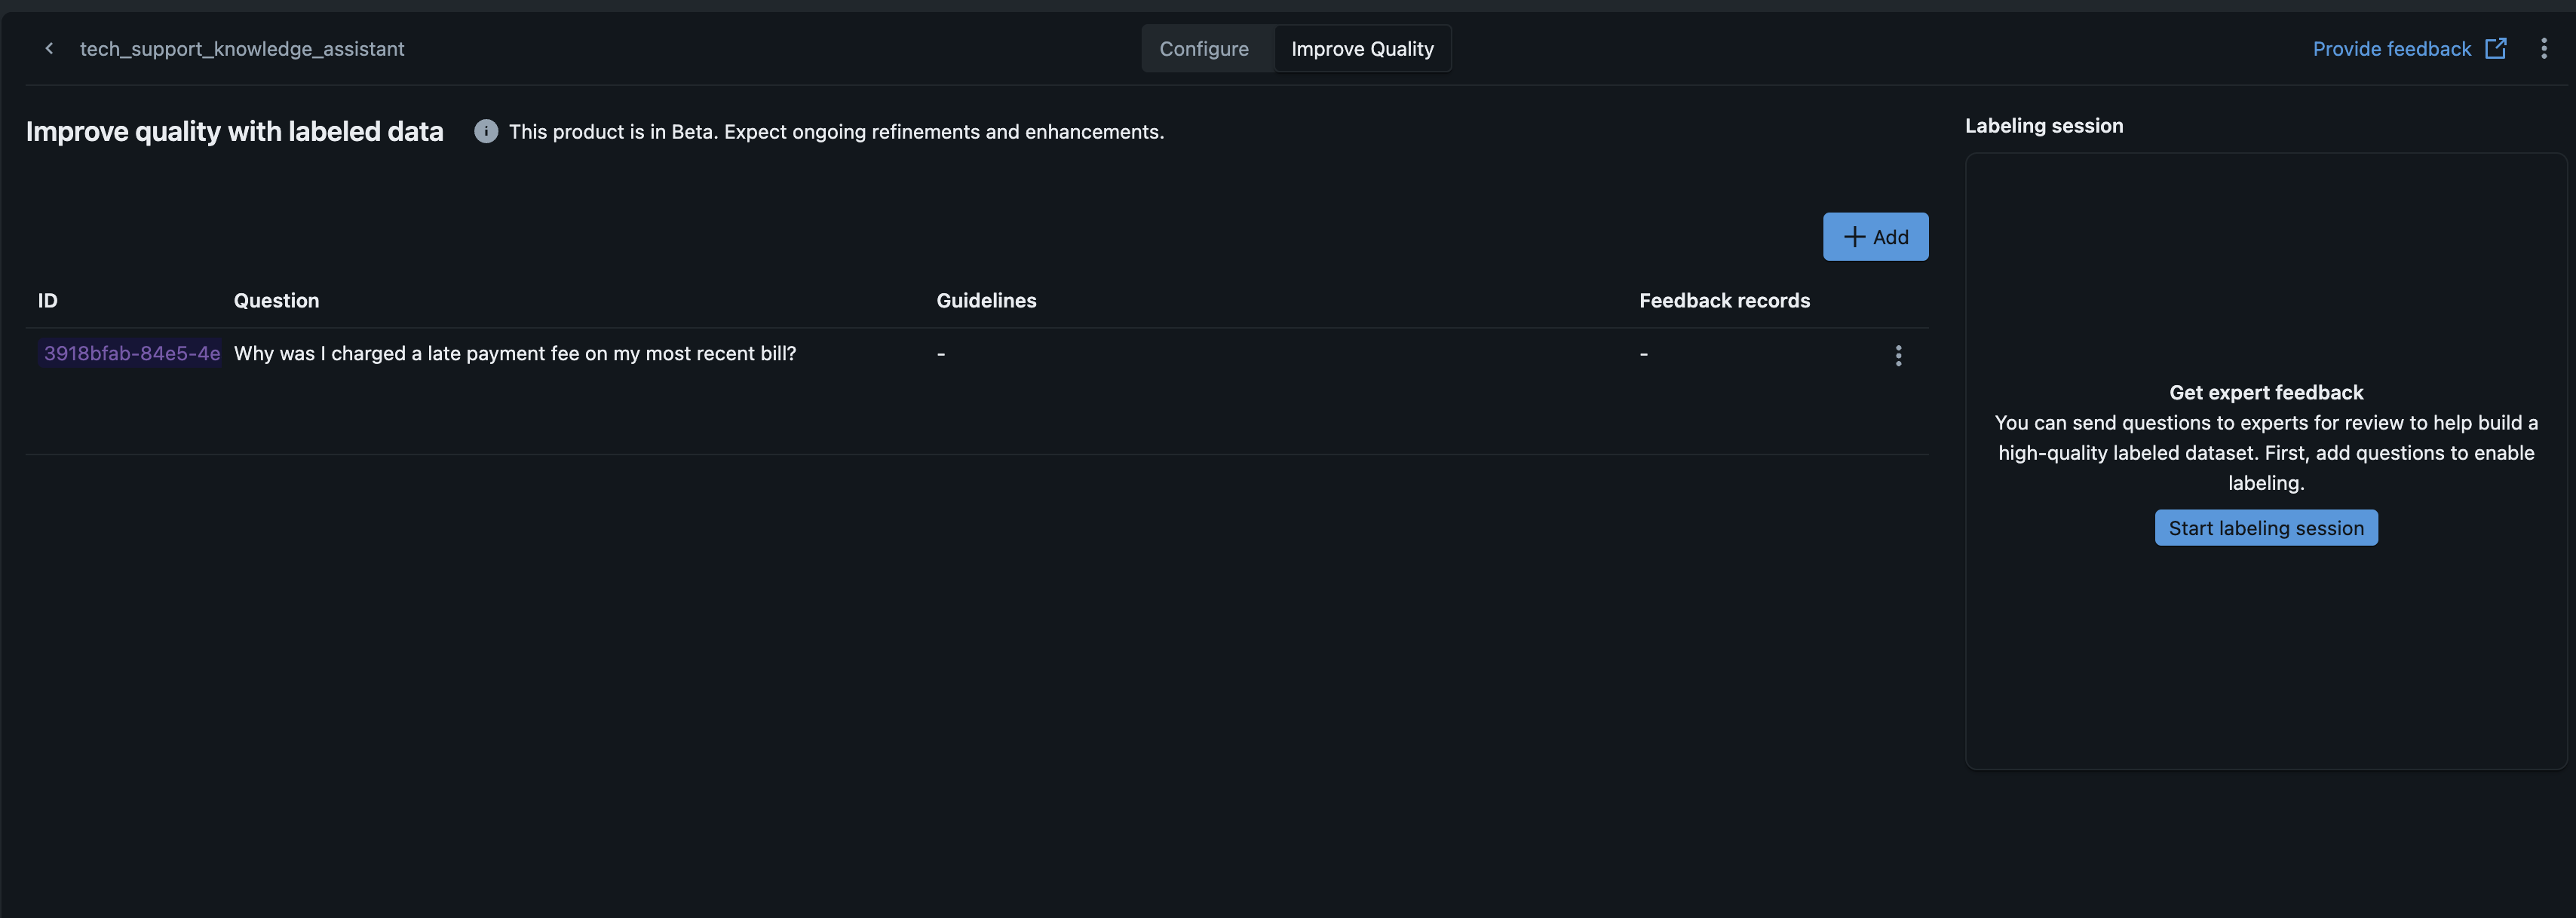 tech_support_knowledge_assistant
Configure
Improve Quality
Provide feedback
Improve quality with labeled data
This product is in Beta. Expect ongoing refinements and enhancements.
Labeling session
Add
ID Question Guidelines Feedback records
3918bfab-84e5-4e Why was I charged a late payment fee on my most recent bill? - -
Get expert feedback
You can send questions to experts for review to help build a
high-quality labeled dataset. First, add questions to enable
labeling.
Start labeling session